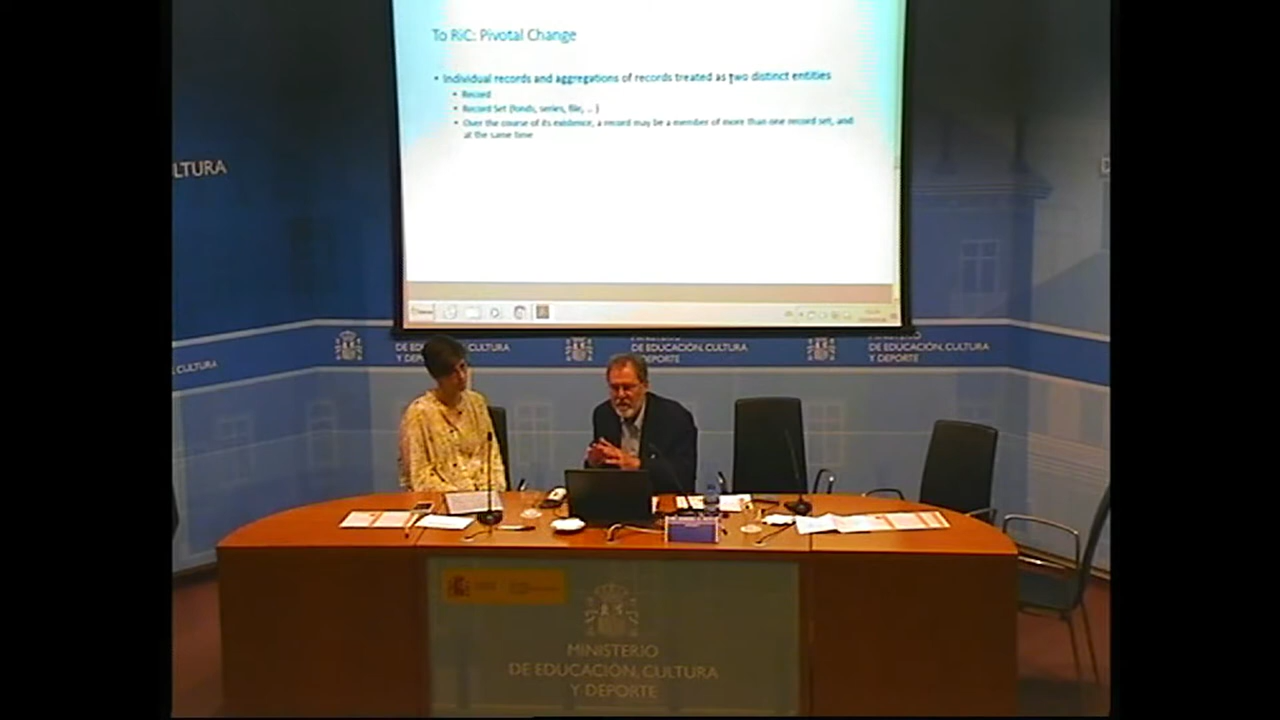 To RiC: Pivotal Change
• Individual records and aggregations of records treated as two distinct entities
• Record
• Record Set (fonds, series, file, ... )
• Over the course of its existence, a record may be a member of more than one record set, and
at the same time
LTURA
CULTURA
DE EDUCACIÓN, CULTURA
Y DEPORTE
DE EDUCACIÓN, CULTURA
Y DEPORTE
DE EDUCACIÓN, CULTURA
Y DEPORTE
MINISTERIO
DE EDUCACIÓN, CULTURA
Y DEPORTE